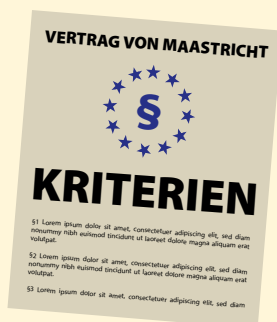 VERTRAG VON MAASTRICHT
§
KRITERIEN
§1 Lorem ipsum dolor sit amet, consectetuer adipiscing elit, sed diam
nonummy nibh euismod tincidunt ut laoreet dolore magna aliquam erat
volutpat.
§2 Lorem ipsum dolor sit amet, consectetuer adipiscing elit, sed diam
nonummy nibh euismod tincidunt ut laoreet dolore magna aliquam erat
volutpat.
§3 Lorem ipsum dolor sit amet, consectetuer adipiscing elit, sed diam